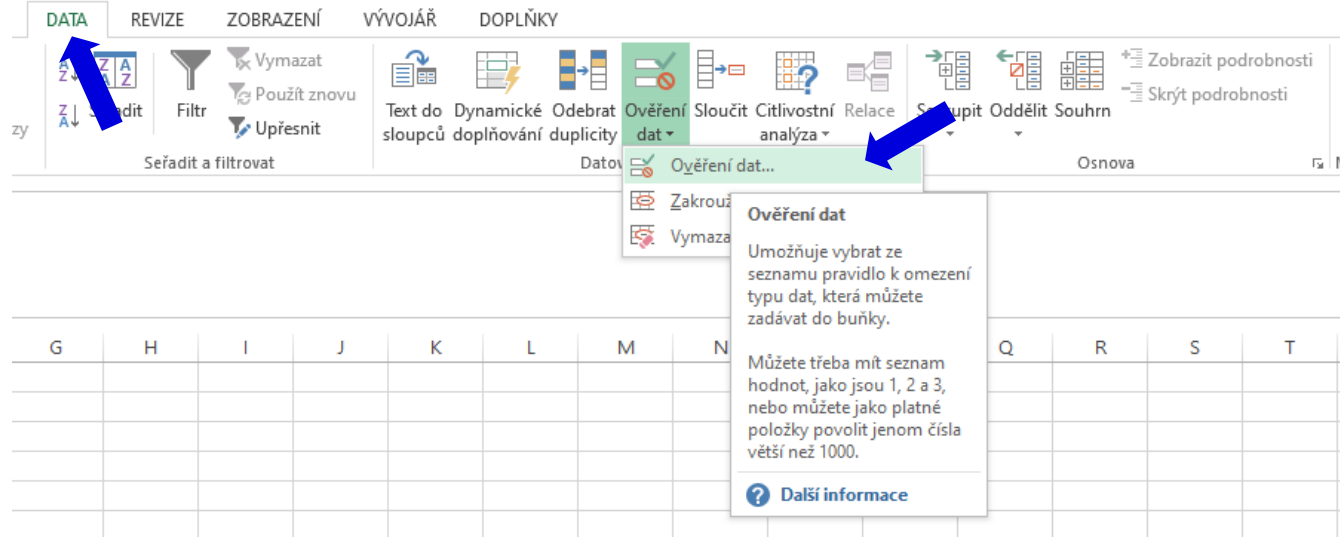 DATA REVIZE ZOBRAZENÍ VÝVOJÁŘ DOPLŇKY
Vymazat
Použít znovu
Upřesnit
Filtr
zy
Seřadit a filtrovat
Text do sloupců
Dynamické doplňování
Odebrat duplicity
Ověření dat
Sloučit
Citlivostní analýza
Relace
Oddělit
Souhrn
Zobrazit podrobnosti
Skrýt podrobnosti
Osnova
Ověření dat...
Ověření dat
Umožňuje vybrat ze
seznamu pravidlo k omezení
typu dat, která můžete
zadávat do buňky.
Můžete třeba mít seznam
hodnot, jako jsou 1, 2 a 3,
nebo můžete jako platné
položky povolit jenom čísla
větší než 1000.
Další informace
G H I J K L M N Q R S T